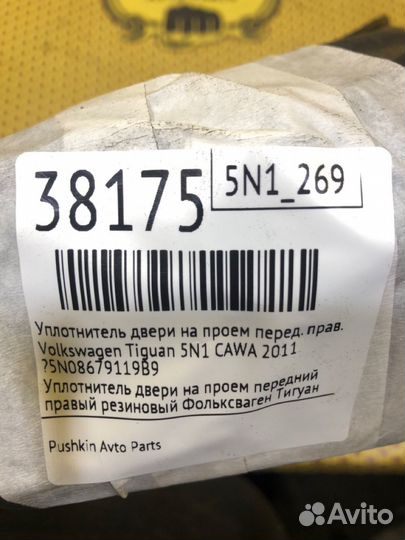 38175
5N1_269
Уплотнитель двери на проем перед. прав.
Volkswagen Tiguan 5N1 CAWA 2011
?5N08679119B9
Уплотнитель двери на проем передний
правый резиновый Фольксваген Тигуан
Pushkin Avto Parts
Avito